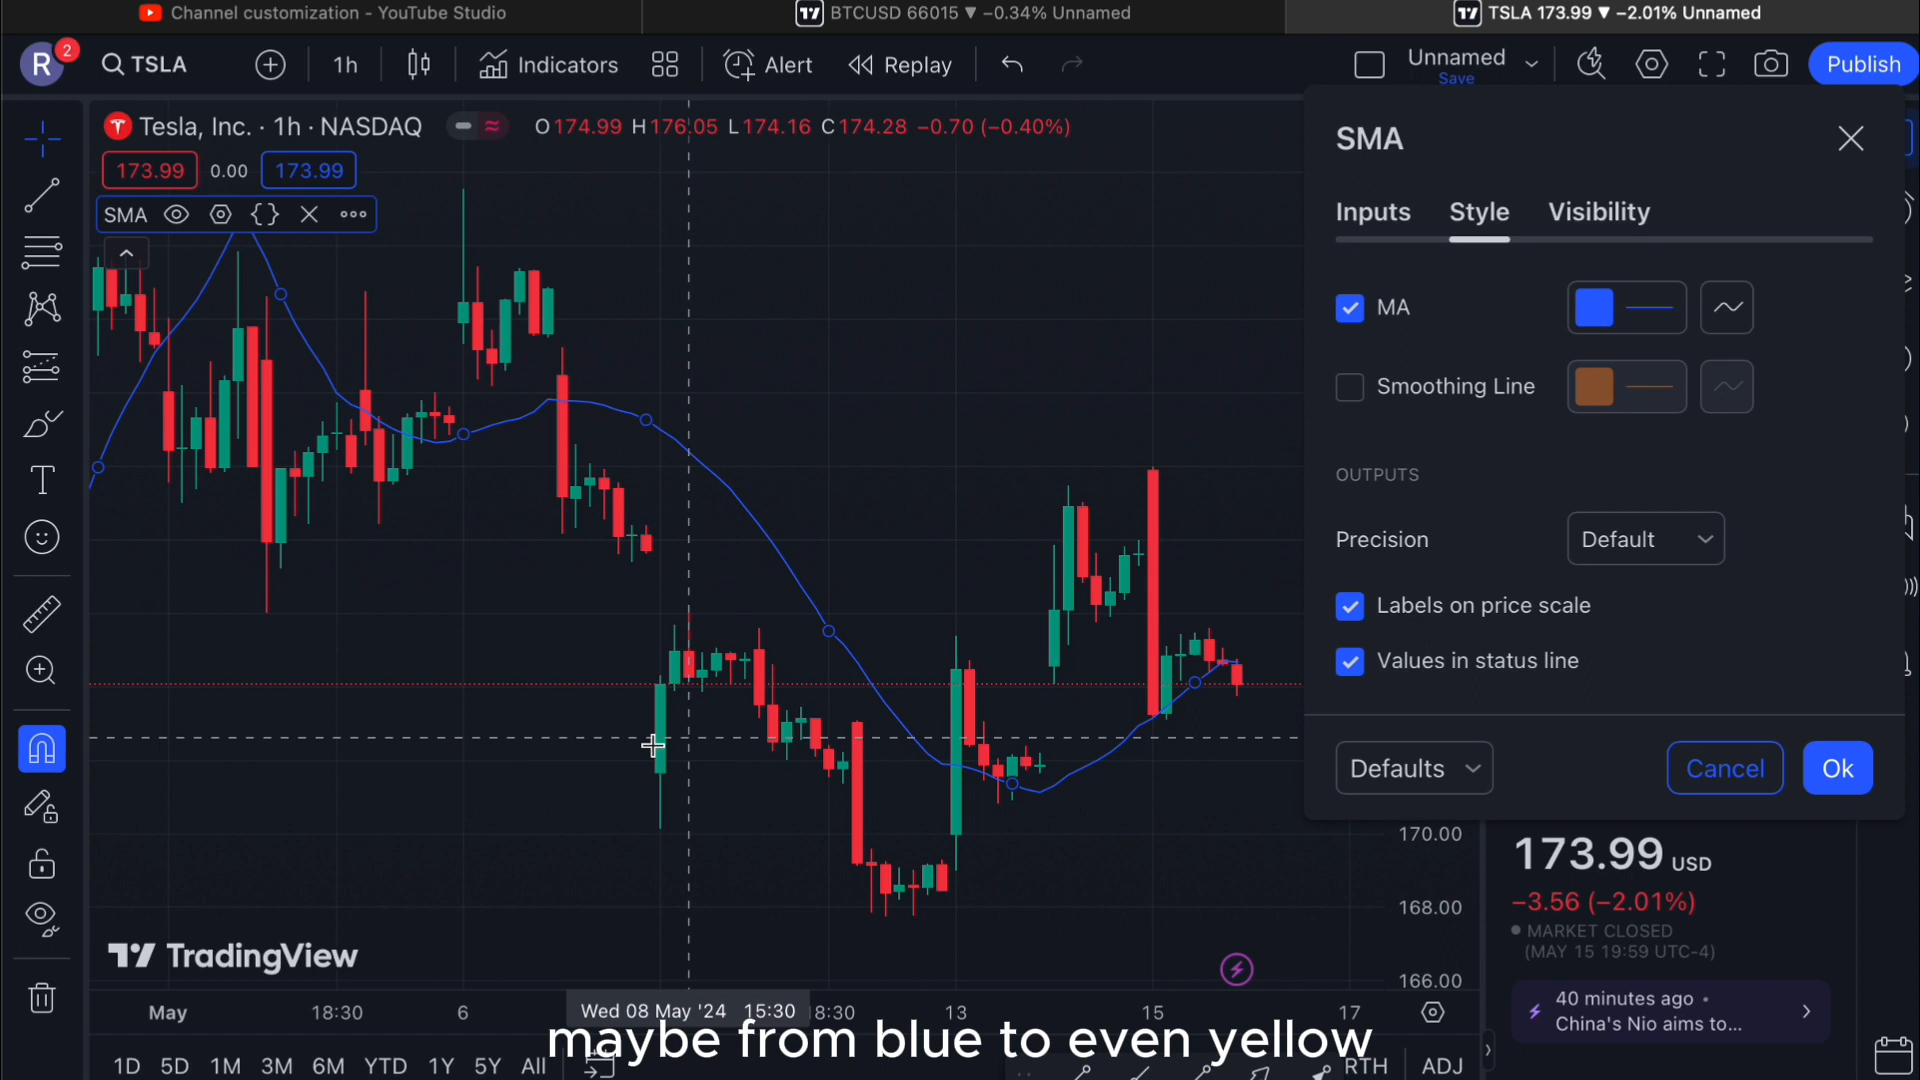 Channel customization - YouTube Studio
BTCUSD 66015 ▼ −0.34% Unnamed
TSLA 173.99 ▼ −2.01% Unnamed
R
2
TSLA
1h
Indicators
Alert
Replay
Unnamed
Save
Publish
Tesla, Inc. · 1h · NASDAQ
O174.99 H176.05 L174.16 C174.28 −0.70 (−0.40%)
173.99
0.00
173.99
SMA
SMA
Inputs
Style
Visibility
MA
Smoothing Line
OUTPUTS
Precision
Default
Labels on price scale
Values in status line
Defaults
Cancel
Ok
170.00
168.00
166.00
173.99 USD
−3.56 (−2.01%)
MARKET CLOSED
(MAY 15 19:59 UTC-4)
40 minutes ago •
China's Nio aims to...
TradingView
May
18:30
6
Wed 08 May '24 15:30
8:30
13
15
17
maybe from blue to even yellow
1D 5D 1M 3M 6M YTD 1Y 5Y All
RTH
ADJ